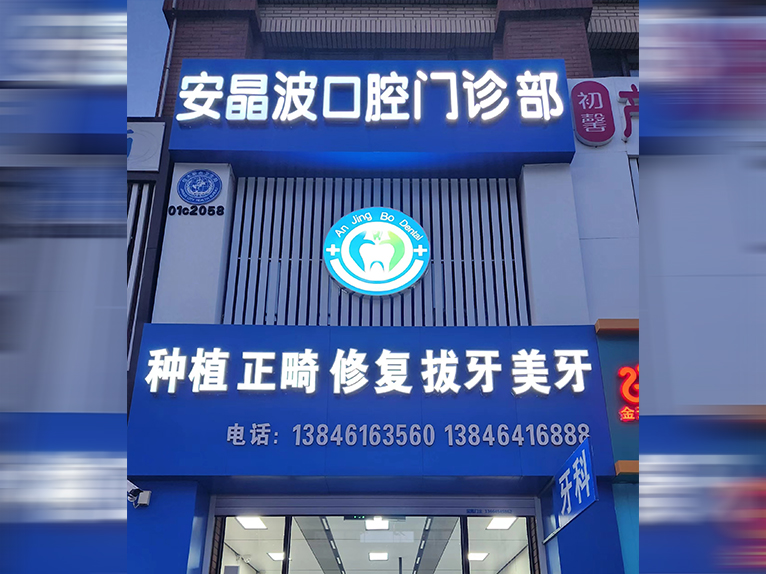 安晶波口腔门诊部
初馨
01c2058
An Jing Bo Dental
种植 正畸 修复 拔牙 美牙
电话：13846163560 13846416888
牙科